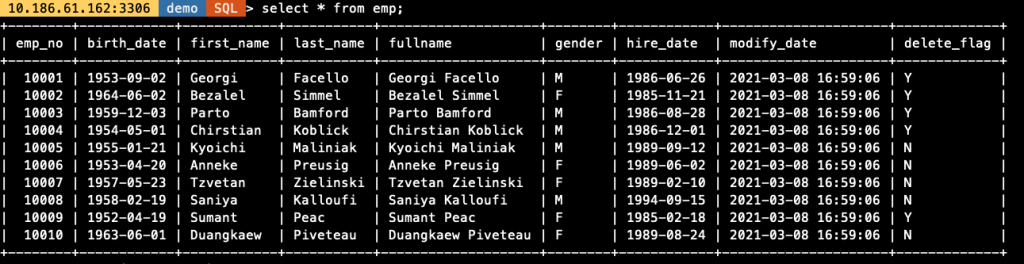 10.186.61.162:3306 demo SQL > select * from emp;
+--------+------------+------------+-----------+--------------------+--------+------------+---------------------+-------------+
| emp_no | birth_date | first_name | last_name | fullname | gender | hire_date | modify_date | delete_flag |
+--------+------------+------------+-----------+--------------------+--------+------------+---------------------+-------------+
| 10001 | 1953-09-02 | Georgi | Facello | Georgi Facello | M | 1986-06-26 | 2021-03-08 16:59:06 | Y |
| 10002 | 1964-06-02 | Bezalel | Simmel | Bezalel Simmel | F | 1985-11-21 | 2021-03-08 16:59:06 | Y |
| 10003 | 1959-12-03 | Parto | Bamford | Parto Bamford | M | 1986-08-28 | 2021-03-08 16:59:06 | Y |
| 10004 | 1954-05-01 | Chirstian | Koblick | Chirstian Koblick | M | 1986-12-01 | 2021-03-08 16:59:06 | Y |
| 10005 | 1955-01-21 | Kyoichi | Maliniak | Kyoichi Maliniak | M | 1989-09-12 | 2021-03-08 16:59:06 | N |
| 10006 | 1953-04-20 | Anneke | Preusig | Anneke Preusig | F | 1989-06-02 | 2021-03-08 16:59:06 | N |
| 10007 | 1957-05-23 | Tzvetan | Zielinski | Tzvetan Zielinski | F | 1989-02-10 | 2021-03-08 16:59:06 | N |
| 10008 | 1958-02-19 | Saniya | Kalloufi | Saniya Kalloufi | M | 1994-09-15 | 2021-03-08 16:59:06 | N |
| 10009 | 1952-04-19 | Sumant | Peac | Sumant Peac | F | 1985-02-18 | 2021-03-08 16:59:06 | Y |
| 10010 | 1963-06-01 | Duangkaew | Piveteau | Duangkaew Piveteau | F | 1989-08-24 | 2021-03-08 16:59:06 | N |
+--------+------------+------------+-----------+--------------------+--------+------------+---------------------+-------------+